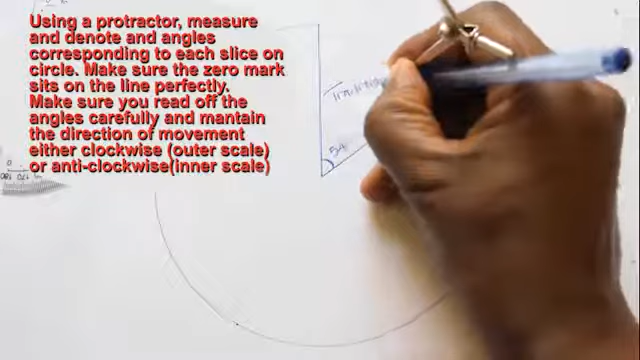 Using a protractor, measure
and denote and angles
corresponding to each slice on
circle. Make sure the zero mark
sits on the line perfectly.
Make sure you read off the
angles carefully and mantain
the direction of movement
either clockwise (outer scale)
or anti-clockwise(inner scale)
54